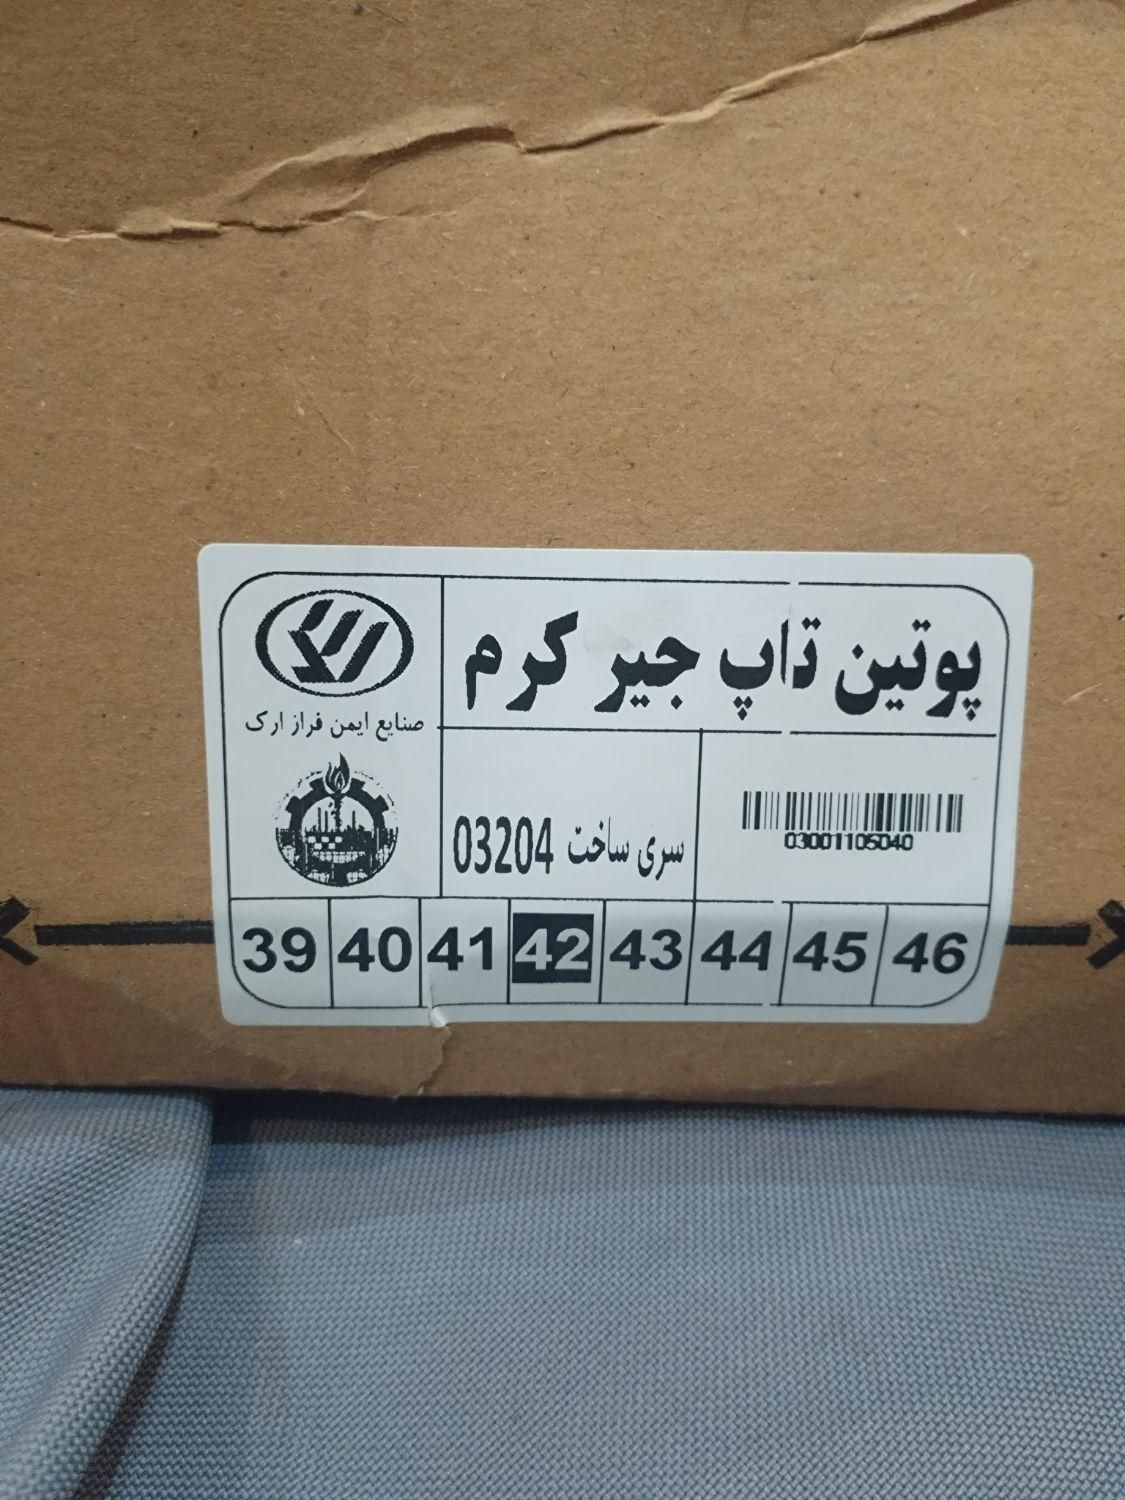 پوتین تاپ جیر کرم
ارک
صنایع ایمن فراز ارک
سری ساخت 03204
03001105040
39 40 41 42 43 44 45 46